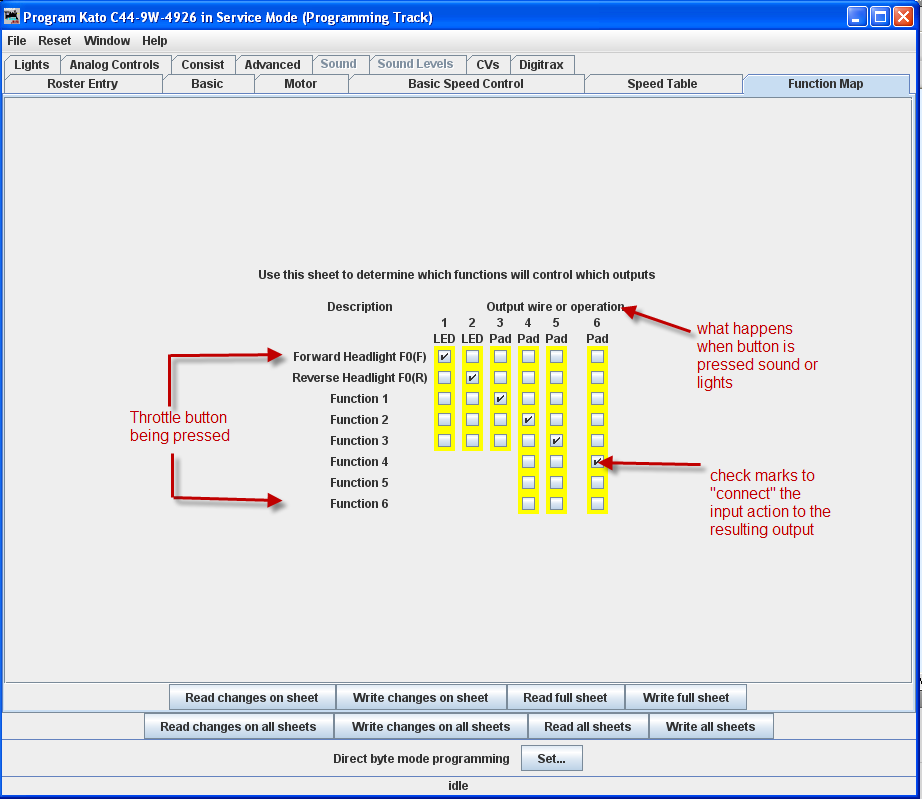 Program Kato C44-9W-4926 in Service Mode (Programming Track)
File Reset Window Help
Lights Analog Controls Consist Advanced Sound Sound Levels CVs Digitrax
Roster Entry Basic Motor Basic Speed Control Speed Table Function Map
Use this sheet to determine which functions will control which outputs
Description Output wire or operation
1 2 3 4 5 6
LED LED Pad Pad Pad Pad
Forward Headlight F0(F)
Reverse Headlight F0(R)
Function 1
Function 2
Function 3
Function 4
Function 5
Function 6
Throttle button
being pressed
what happens
when button is
pressed sound or
lights
check marks to
"connect" the
input action to the
resulting output
Read changes on sheet Write changes on sheet Read full sheet Write full sheet
Read changes on all sheets Write changes on all sheets Read all sheets Write all sheets
Direct byte mode programming Set...
idle